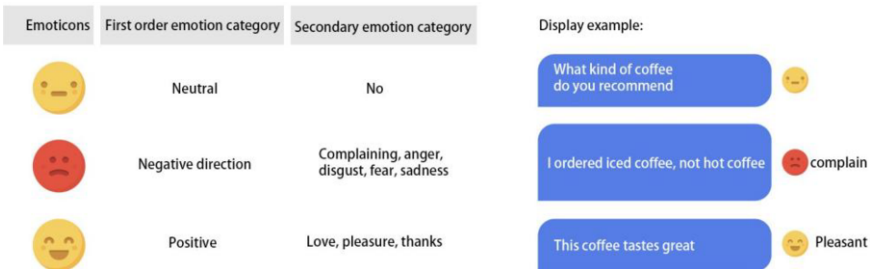 Emoticons First order emotion category Secondary emotion category Display example:
What kind of coffee
do you recommend
Neutral No
Negative direction Complaining, anger,
disgust, fear, sadness
I ordered iced coffee, not hot coffee complain
Positive Love, pleasure, thanks
This coffee tastes great Pleasant